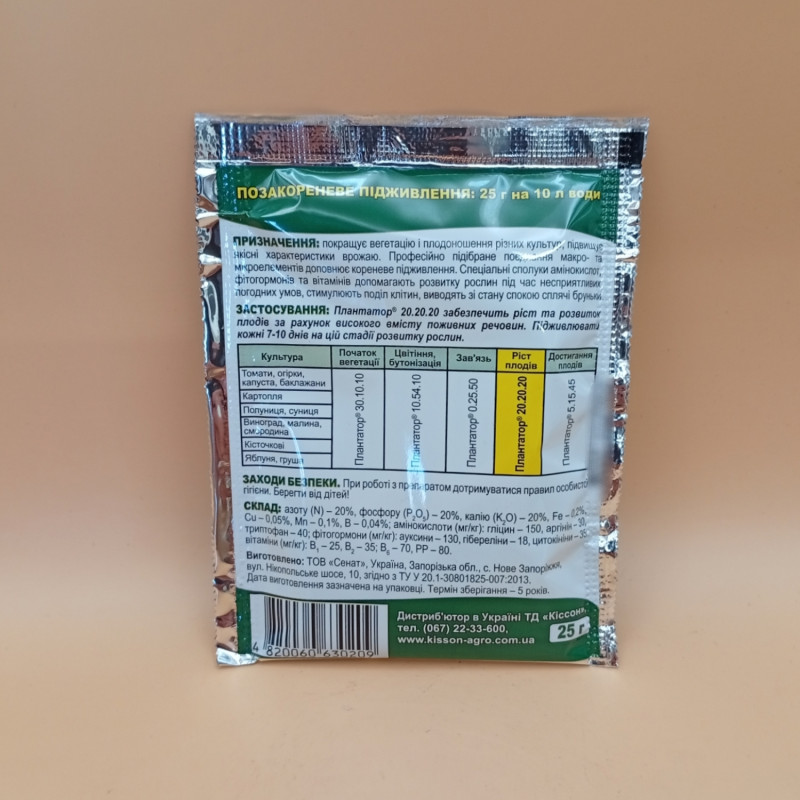 ПОЗАКОРЕНЕВЕ ПІДЖИВЛЕННЯ: 25 г на 10 л води
ПРИЗНАЧЕННЯ: покращує вегетацію і плодоношення різних культур, підвищує
якісні характеристики врожаю. Професійно підібране поєднання макро- та
мікроелементів доповнює кореневе підживлення. Спеціальні сполуки амінокислот,
фітогормонів та вітамінів допомагають розвитку рослин під час несприятливих
погодних умов, стимулюють поділ клітин, виводять зі стану спокою сплячі бруньки.
ЗАСТОСУВАННЯ: Плантатор® 20.20.20 забезпечить ріст та розвиток
плодів за рахунок високого вмісту поживних речовин. Підживлювати
кожні 7-10 днів на цій стадії розвитку рослин.
Культура
Початок
вегетації
Цвітіння,
бутонізація
Зав'язь
Ріст
плодів
Достигання
плодів
Томати, огірки,
капуста, баклажани
Картопля
Полуниця, суниця
Виноград, малина,
смородина
Кісточкові
Яблуня, груша
Плантатор® 30.10.10
Плантатор® 10.54.10
Плантатор® 0.25.50
Плантатор® 20.20.20
Плантатор® 5.15.45
ЗАХОДИ БЕЗПЕКИ. При роботі з препаратом дотримуватися правил особистої
гігієни. Берегти від дітей!
СКЛАД: азоту (N) – 20%, фосфору (P₂O₅) – 20%, калію (K₂O) – 20%, Fe – 0,2%,
Cu – 0,05%, Mn – 0,1%, B – 0,04%; амінокислоти (мг/кг): гліцин – 150, аргінін – 30,
триптофан – 40; фітогормони (мг/кг): ауксини – 130, гібереліни – 18, цитокініни – 35;
вітаміни (мг/кг): B₁ – 25, B₂ – 35; B₆ – 70, PP – 80.
Виготовлено: ТОВ «Сенат», Україна, Запорізька обл., с. Нове Запоріжжя,
вул. Нікопольське шосе, 10, згідно з ТУ У 20.1-30801825-007:2013.
Дата виготовлення зазначена на упаковці. Термін зберігання – 5 років.
Дистриб'ютор в Україні ТД «Кіссон»,
тел. (067) 22-33-600,
www.kisson-agro.com.ua
25 г
4 820060 630209